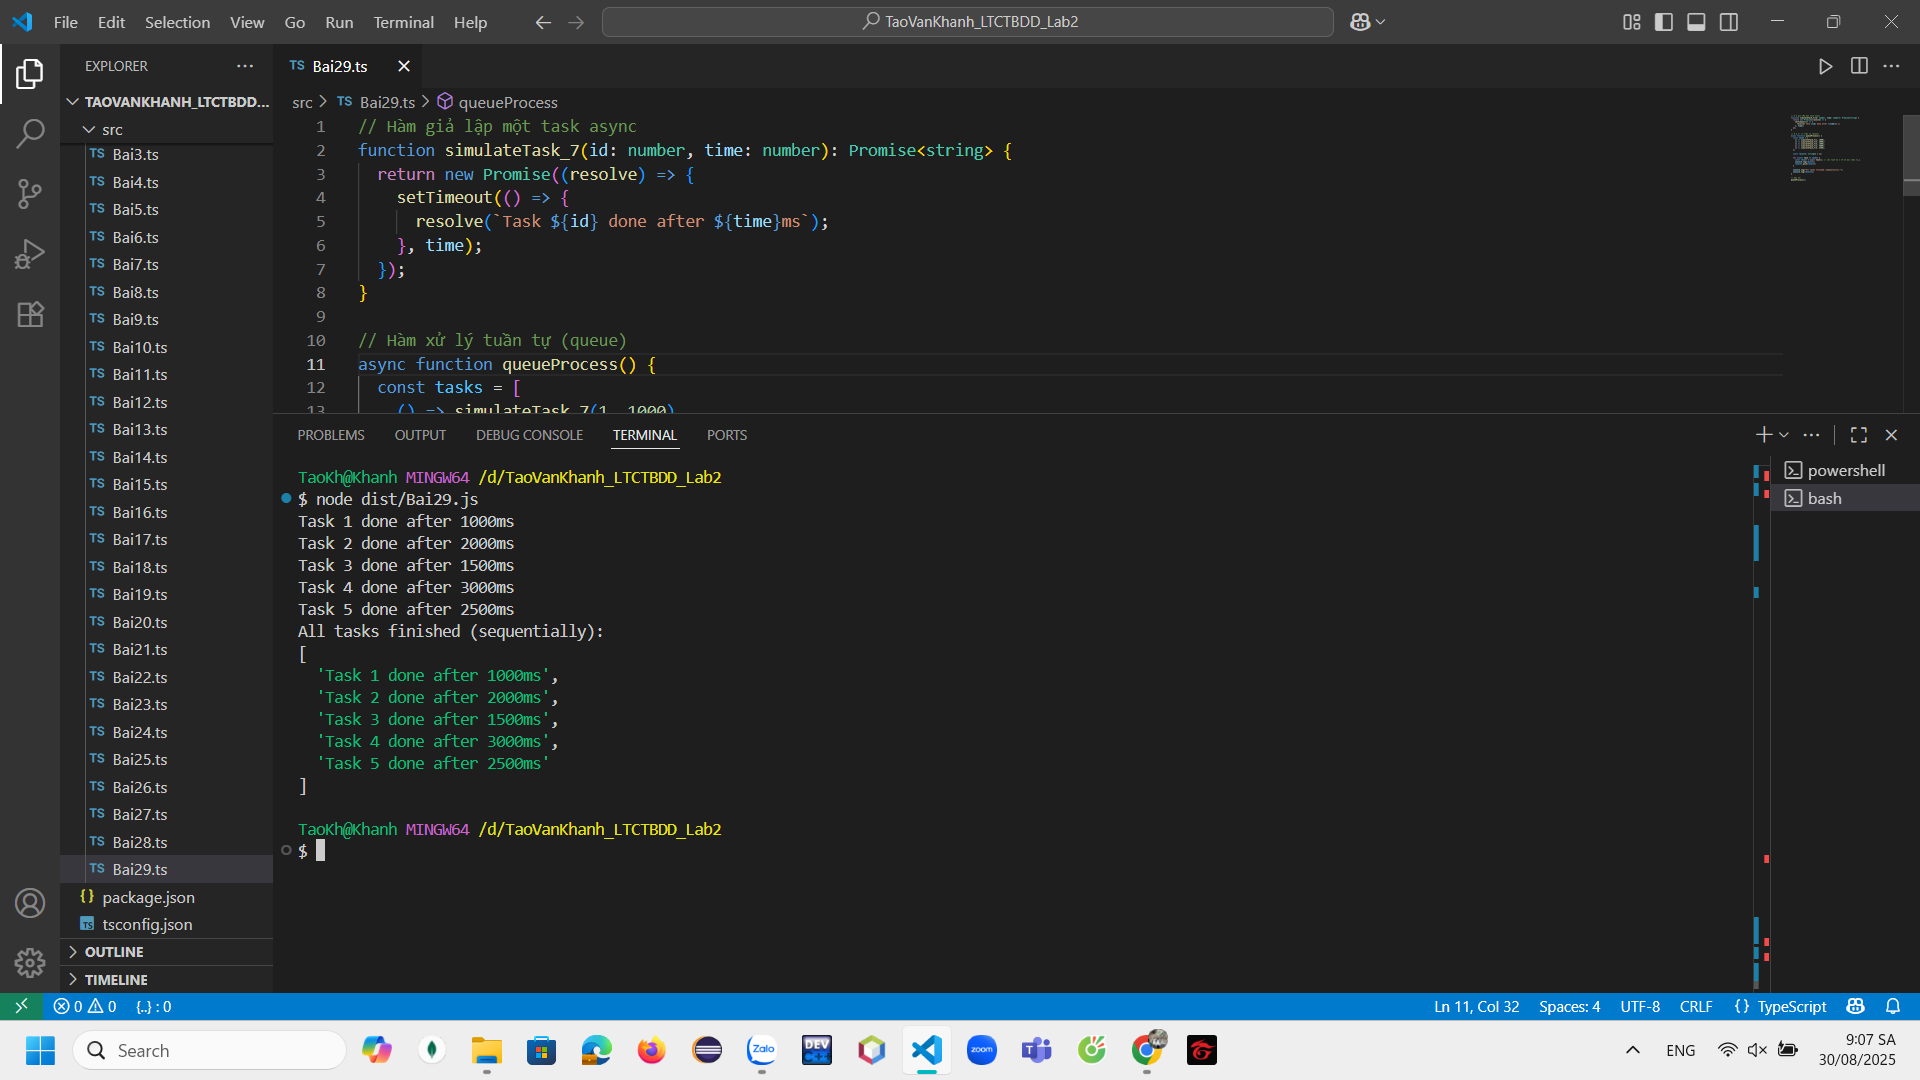 File Edit Selection View Go Run Terminal Help
TaoVanKhanh_LTCTBDD_Lab2
EXPLORER
TAOVANKHANH_LTCTBDD...
src
TS Bai3.ts
TS Bai4.ts
TS Bai5.ts
TS Bai6.ts
TS Bai7.ts
TS Bai8.ts
TS Bai9.ts
TS Bai10.ts
TS Bai11.ts
TS Bai12.ts
TS Bai13.ts
TS Bai14.ts
TS Bai15.ts
TS Bai16.ts
TS Bai17.ts
TS Bai18.ts
TS Bai19.ts
TS Bai20.ts
TS Bai21.ts
TS Bai22.ts
TS Bai23.ts
TS Bai24.ts
TS Bai25.ts
TS Bai26.ts
TS Bai27.ts
TS Bai28.ts
TS Bai29.ts
{} package.json
TS tsconfig.json
OUTLINE
TIMELINE
TS Bai29.ts
src > TS Bai29.ts > queueProcess
1 // Hàm giả lập một task async
2 function simulateTask_7(id: number, time: number): Promise<string> {
3 return new Promise((resolve) => {
4 setTimeout(() => {
5 resolve(`Task ${id} done after ${time}ms`);
6 }, time);
7 });
8 }
9
10 // Hàm xử lý tuần tự (queue)
11 async function queueProcess() {
12 const tasks = [
13 () => simulateTask_7(1, 1000)
PROBLEMS OUTPUT DEBUG CONSOLE TERMINAL PORTS
TaoKh@Khanh MINGW64 /d/TaoVanKhanh_LTCTBDD_Lab2
$ node dist/Bai29.js
Task 1 done after 1000ms
Task 2 done after 2000ms
Task 3 done after 1500ms
Task 4 done after 3000ms
Task 5 done after 2500ms
All tasks finished (sequentially):
[
'Task 1 done after 1000ms',
'Task 2 done after 2000ms',
'Task 3 done after 1500ms',
'Task 4 done after 3000ms',
'Task 5 done after 2500ms'
]
TaoKh@Khanh MINGW64 /d/TaoVanKhanh_LTCTBDD_Lab2
$
powershell
bash
0 0 {..} : 0
Ln 11, Col 32 Spaces: 4 UTF-8 CRLF {} TypeScript
Search
Zalo
DEV
zoom
ENG
9:07 SA
30/08/2025